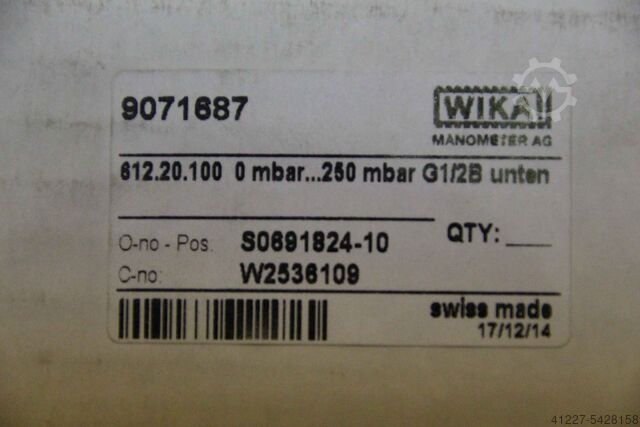 9071687
WIKA
MANOMETER AG
612.20.100 0 mbar...250 mbar G1/2B unten
O-no - Pos: S0691824-10
QTY:___
C-no: W2536109
swiss made
17/12/14
41227-5428158